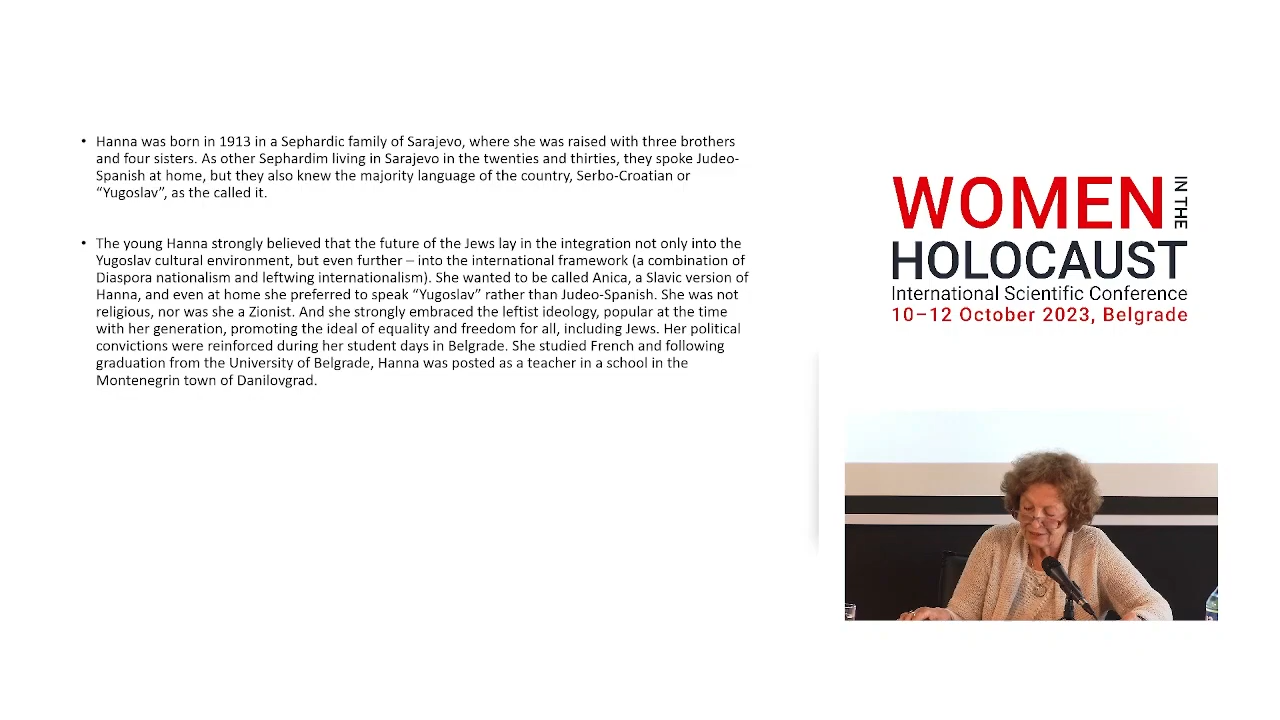 • Hanna was born in 1913 in a Sephardic family of Sarajevo, where she was raised with three brothers
and four sisters. As other Sephardim living in Sarajevo in the twenties and thirties, they spoke Judeo-
Spanish at home, but they also knew the majority language of the country, Serbo-Croatian or
“Yugoslav”, as the called it.
• The young Hanna strongly believed that the future of the Jews lay in the integration not only into the
Yugoslav cultural environment, but even further – into the international framework (a combination of
Diaspora nationalism and leftwing internationalism). She wanted to be called Anica, a Slavic version of
Hanna, and even at home she preferred to speak “Yugoslav” rather than Judeo-Spanish. She was not
religious, nor was she a Zionist. And she strongly embraced the leftist ideology, popular at the time
with her generation, promoting the ideal of equality and freedom for all, including Jews. Her political
convictions were reinforced during her student days in Belgrade. She studied French and following
graduation from the University of Belgrade, Hanna was posted as a teacher in a school in the
Montenegrin town of Danilovgrad.
WOMEN
IN THE
HOLOCAUST
International Scientific Conference
10–12 October 2023, Belgrade